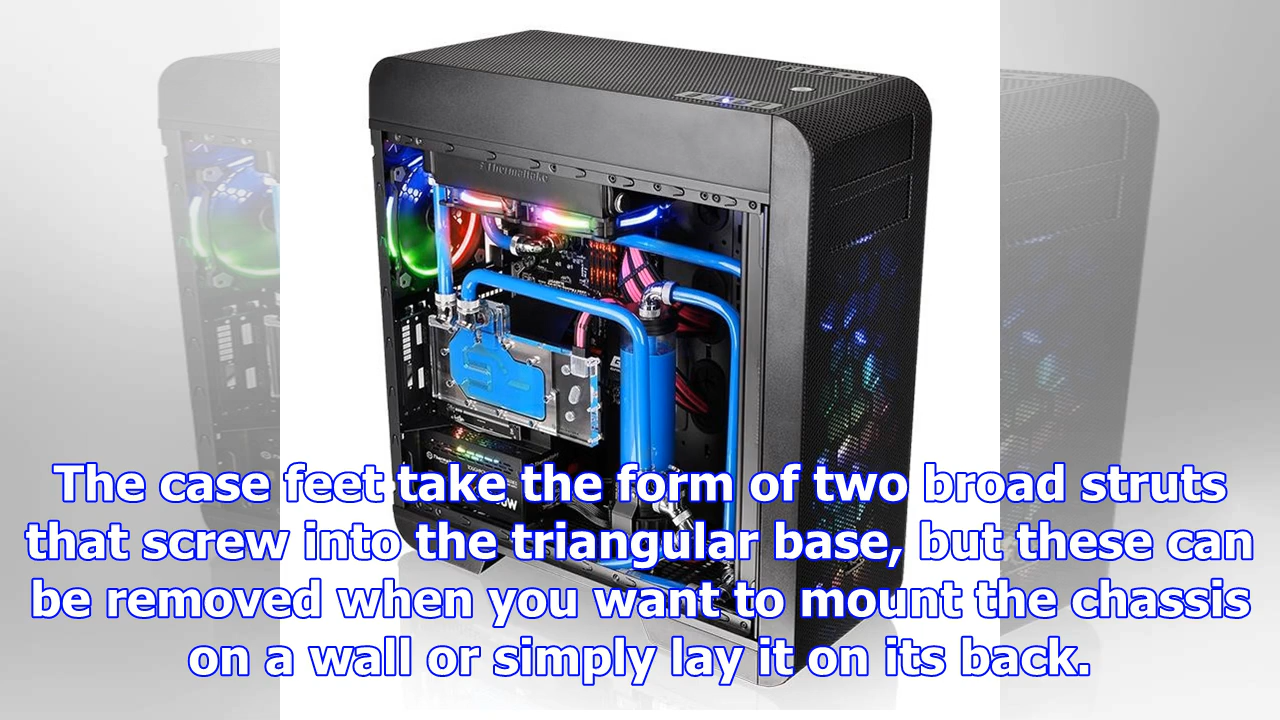 Thermaltake
The case feet take the form of two broad struts
that screw into the triangular base, but these can
be removed when you want to mount the chassis
on a wall or simply lay it on its back.